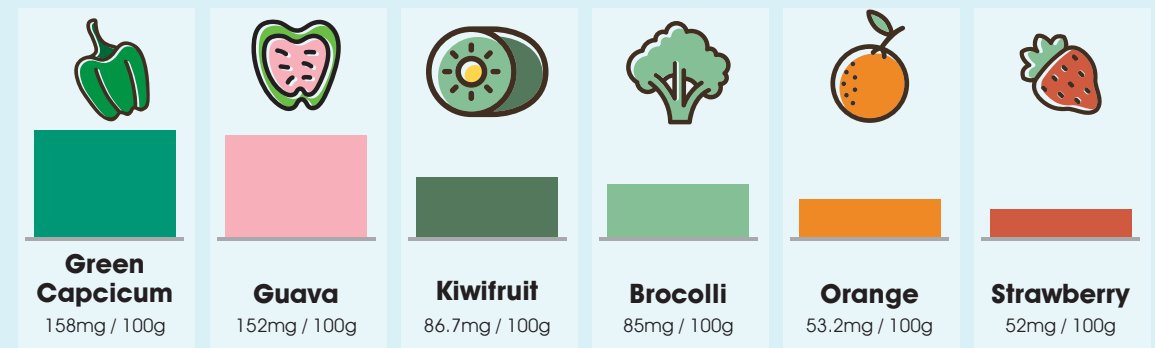 Green
Capcicum
158mg / 100g
Guava
152mg / 100g
Kiwifruit
86.7mg / 100g
Brocolli
85mg / 100g
Orange
53.2mg / 100g
Strawberry
52mg / 100g